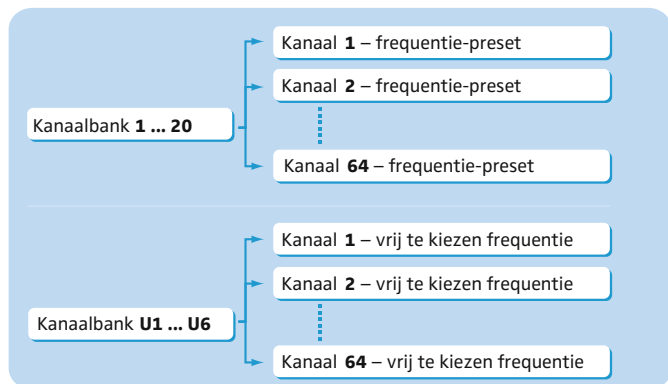 Kanaalbank 1 ... 20
Kanaal 1 – frequentie-preset
Kanaal 2 – frequentie-preset
Kanaal 64 – frequentie-preset
Kanaalbank U1 ... U6
Kanaal 1 – vrij te kiezen frequentie
Kanaal 2 – vrij te kiezen frequentie
Kanaal 64 – vrij te kiezen frequentie